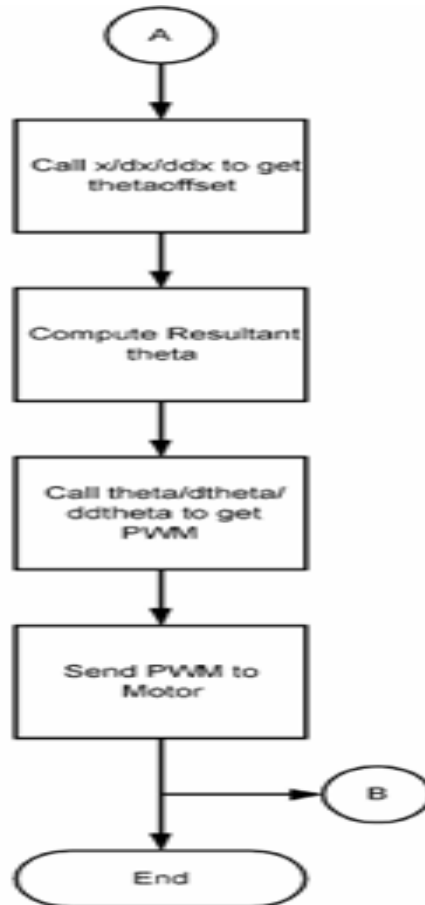 A
Call x/dx/ddx to get
thetaoffset
Compute Resultant
theta
Call theta/dtheta/
ddtheta to get
PWM
Send PWM to
Motor
B
End